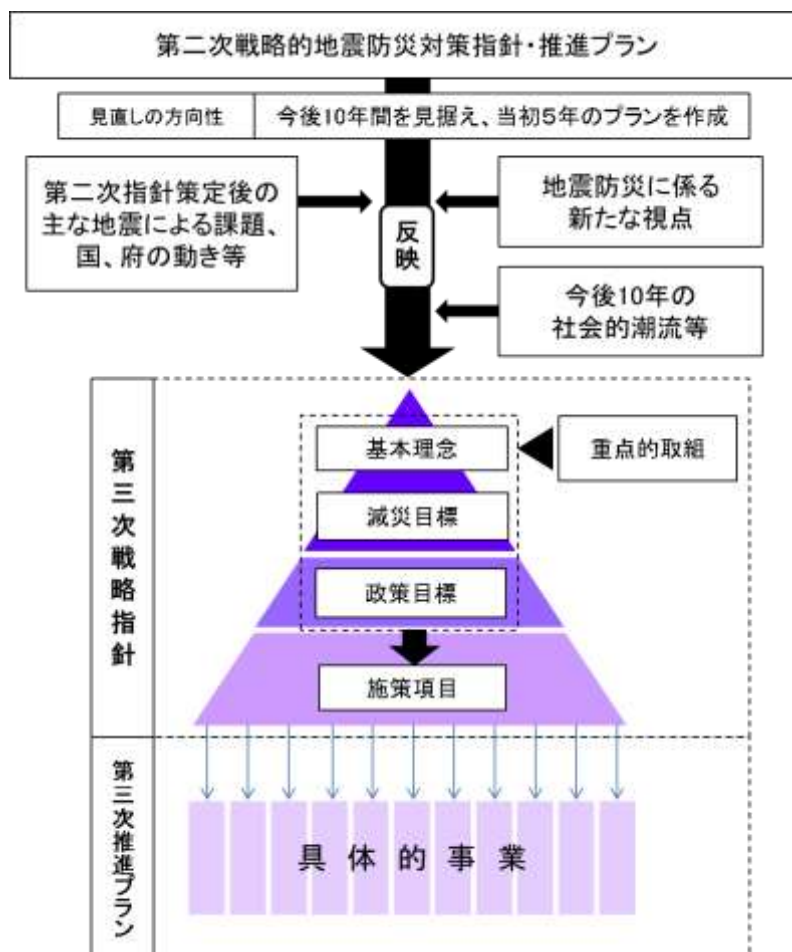 第二次戦略的地震防災対策指針・推進プラン
見直しの方向性
今後10年間を見据え、当初5年のプランを作成
第二次指針策定後の
主な地震による課題、
国、府の動き等
地震防災に係る
新たな視点
反映
今後10年の
社会的潮流等
第三次戦略指針
基本理念
重点的取組
減災目標
政策目標
施策項目
第三次推進プラン
具体的事業